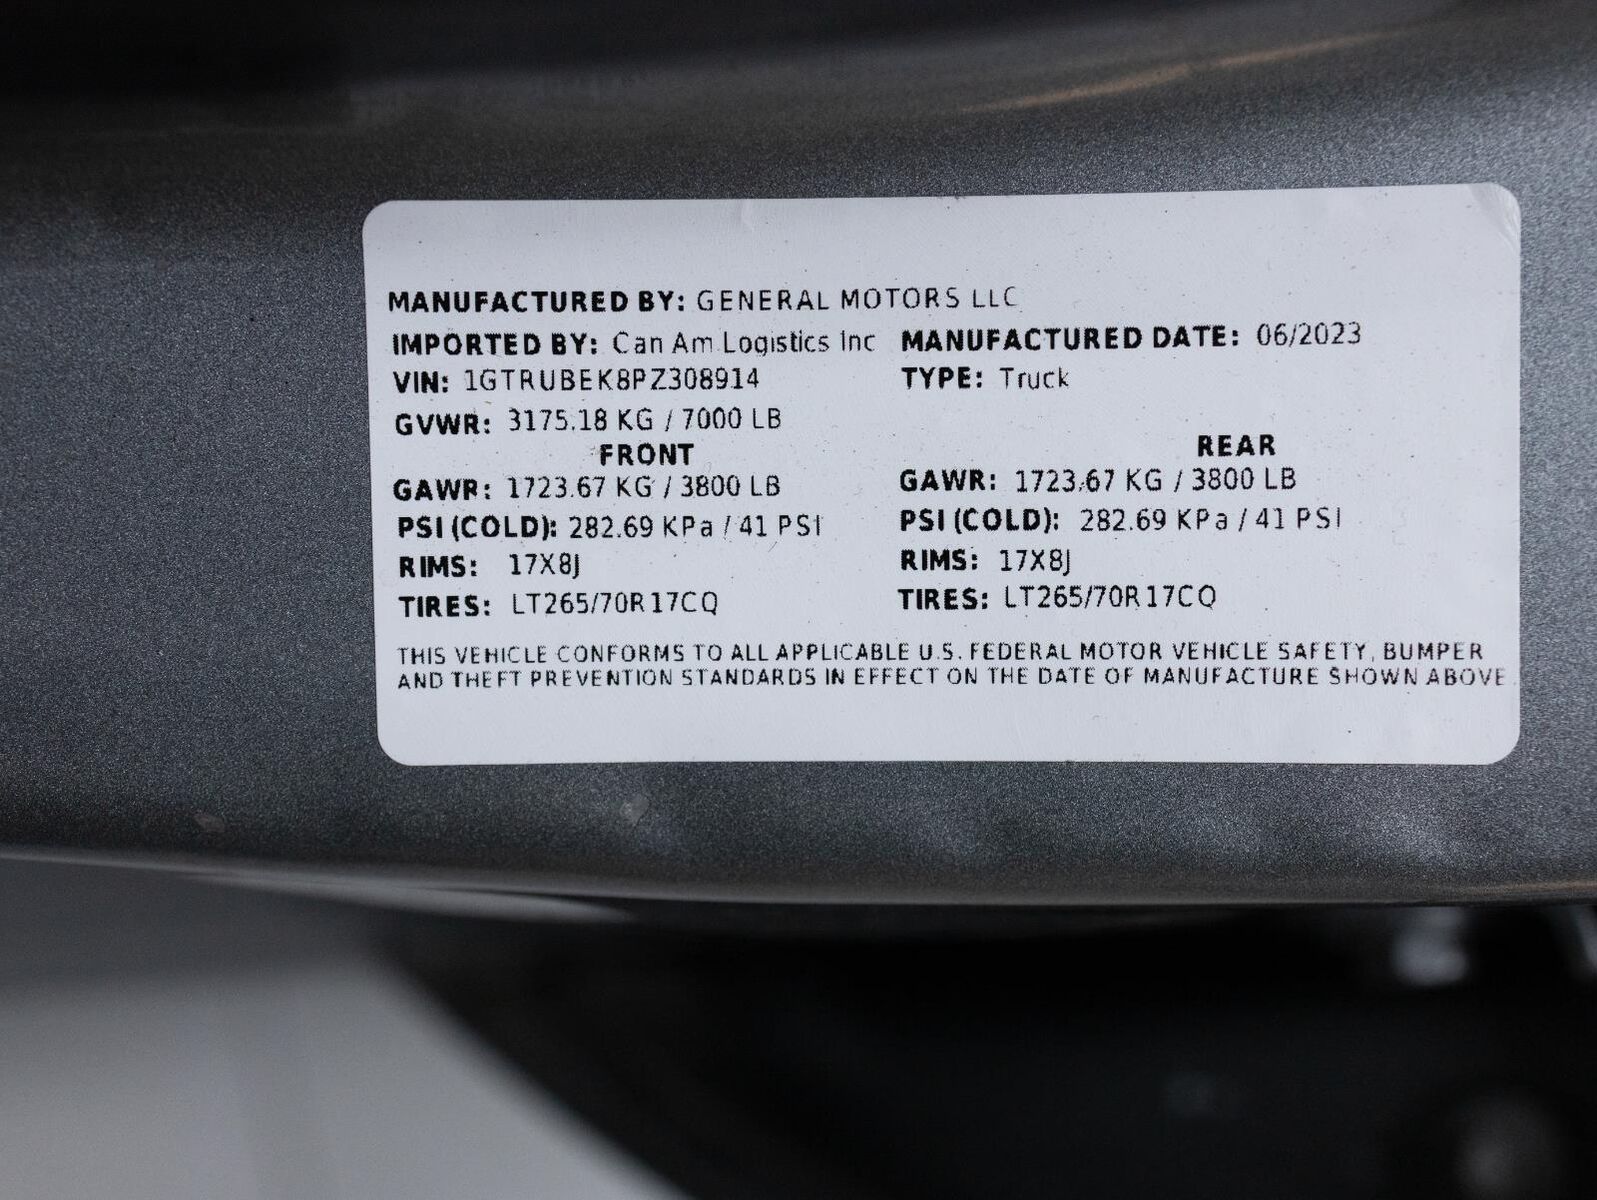 MANUFACTURED BY: GENERAL MOTORS LLC
IMPORTED BY: Can Am Logistics Inc MANUFACTURED DATE: 06/2023
VIN: 1GTRUBEK8PZ308914 TYPE: Truck
GVWR: 3175.18 KG / 7000 LB
FRONT REAR
GAWR: 1723.67 KG / 3800 LB GAWR: 1723.67 KG / 3800 LB
PSI (COLD): 282.69 KPa / 41 PSI PSI (COLD): 282.69 KPa / 41 PSI
RIMS: 17X8J RIMS: 17X8J
TIRES: LT265/70R17CQ TIRES: LT265/70R17CQ
THIS VEHICLE CONFORMS TO ALL APPLICABLE U.S. FEDERAL MOTOR VEHICLE SAFETY, BUMPER
AND THEFT PREVENTION STANDARDS IN EFFECT ON THE DATE OF MANUFACTURE SHOWN ABOVE.